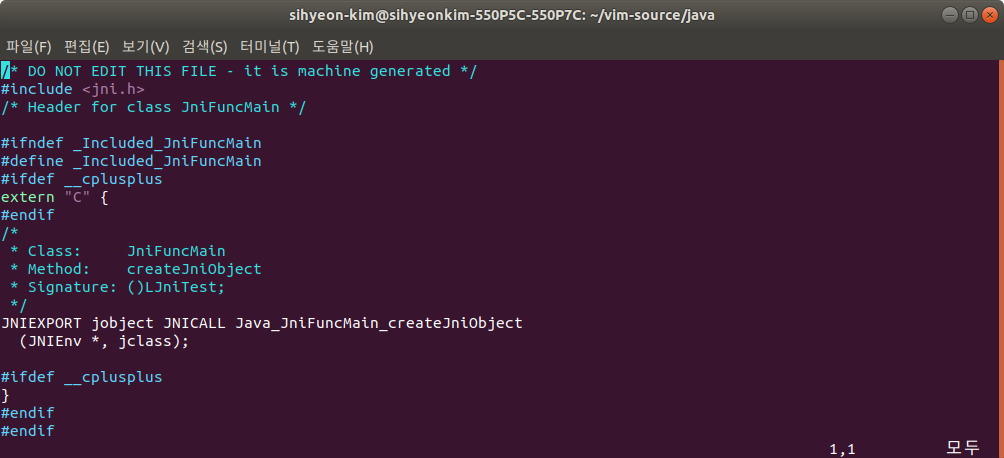 sihyeon-kim@sihyeonkim-550P5C-550P7C: ~/vim-source/java
파일(F) 편집(E) 보기(V) 검색(S) 터미널(T) 도움말(H)
/* DO NOT EDIT THIS FILE - it is machine generated */
#include <jni.h>
/* Header for class JniFuncMain */
#ifndef _Included_JniFuncMain
#define _Included_JniFuncMain
#ifdef __cplusplus
extern "C" {
#endif
/*
 * Class:     JniFuncMain
 * Method:    createJniObject
 * Signature: ()LJniTest;
 */
JNIEXPORT jobject JNICALL Java_JniFuncMain_createJniObject
  (JNIEnv *, jclass);
#ifdef __cplusplus
}
#endif
#endif
1,1 모두